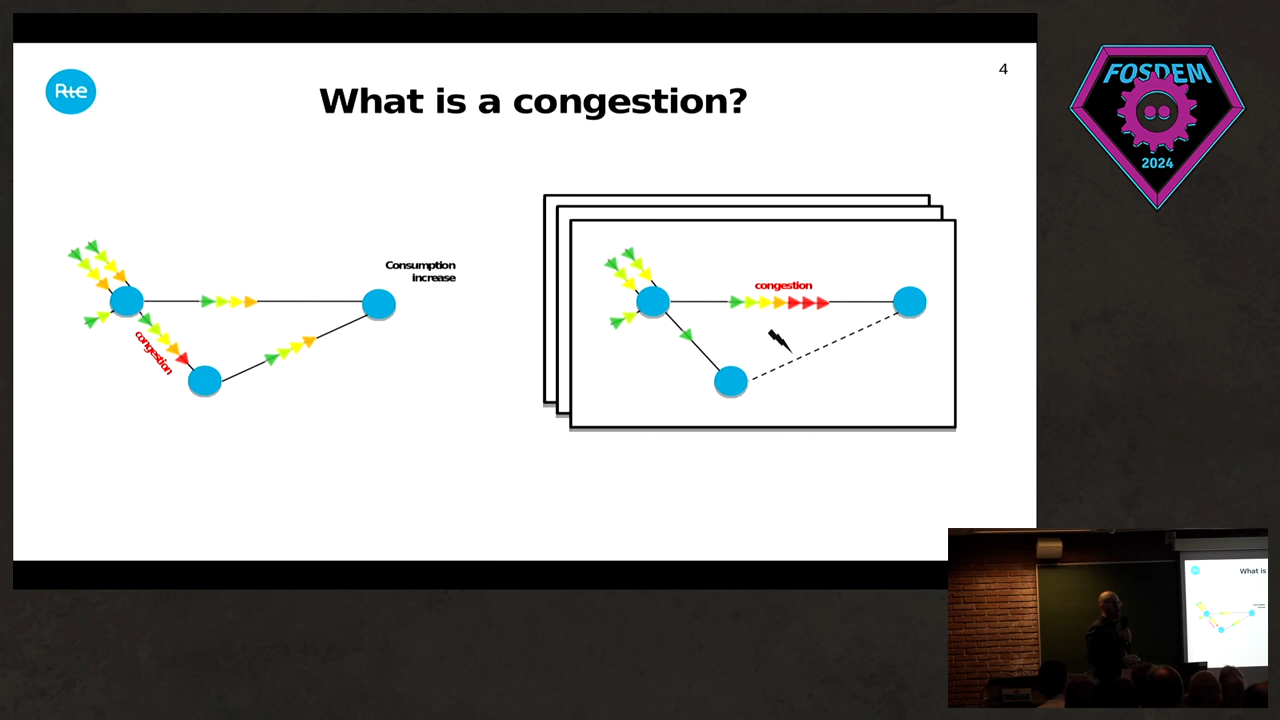 Rte
What is a congestion?
4
FOSDEM
2024
Consumption
increase
congestion
congestion
What is